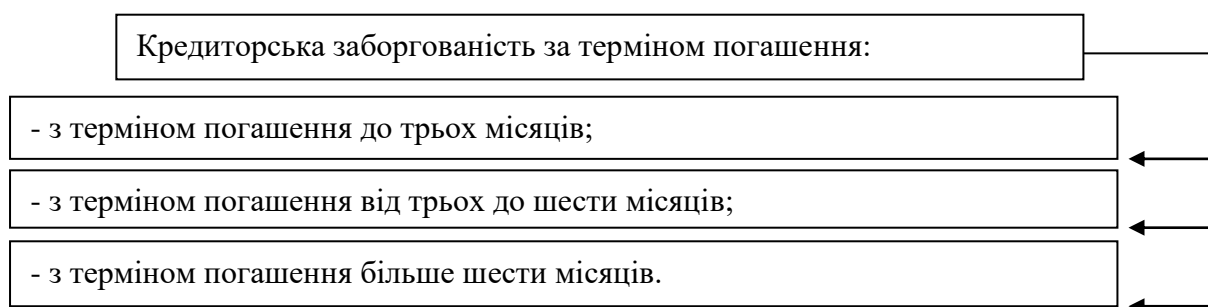 Кредиторська заборгованість за терміном погашення:
- з терміном погашення до трьох місяців;
- з терміном погашення від трьох до шести місяців;
- з терміном погашення більше шести місяців.